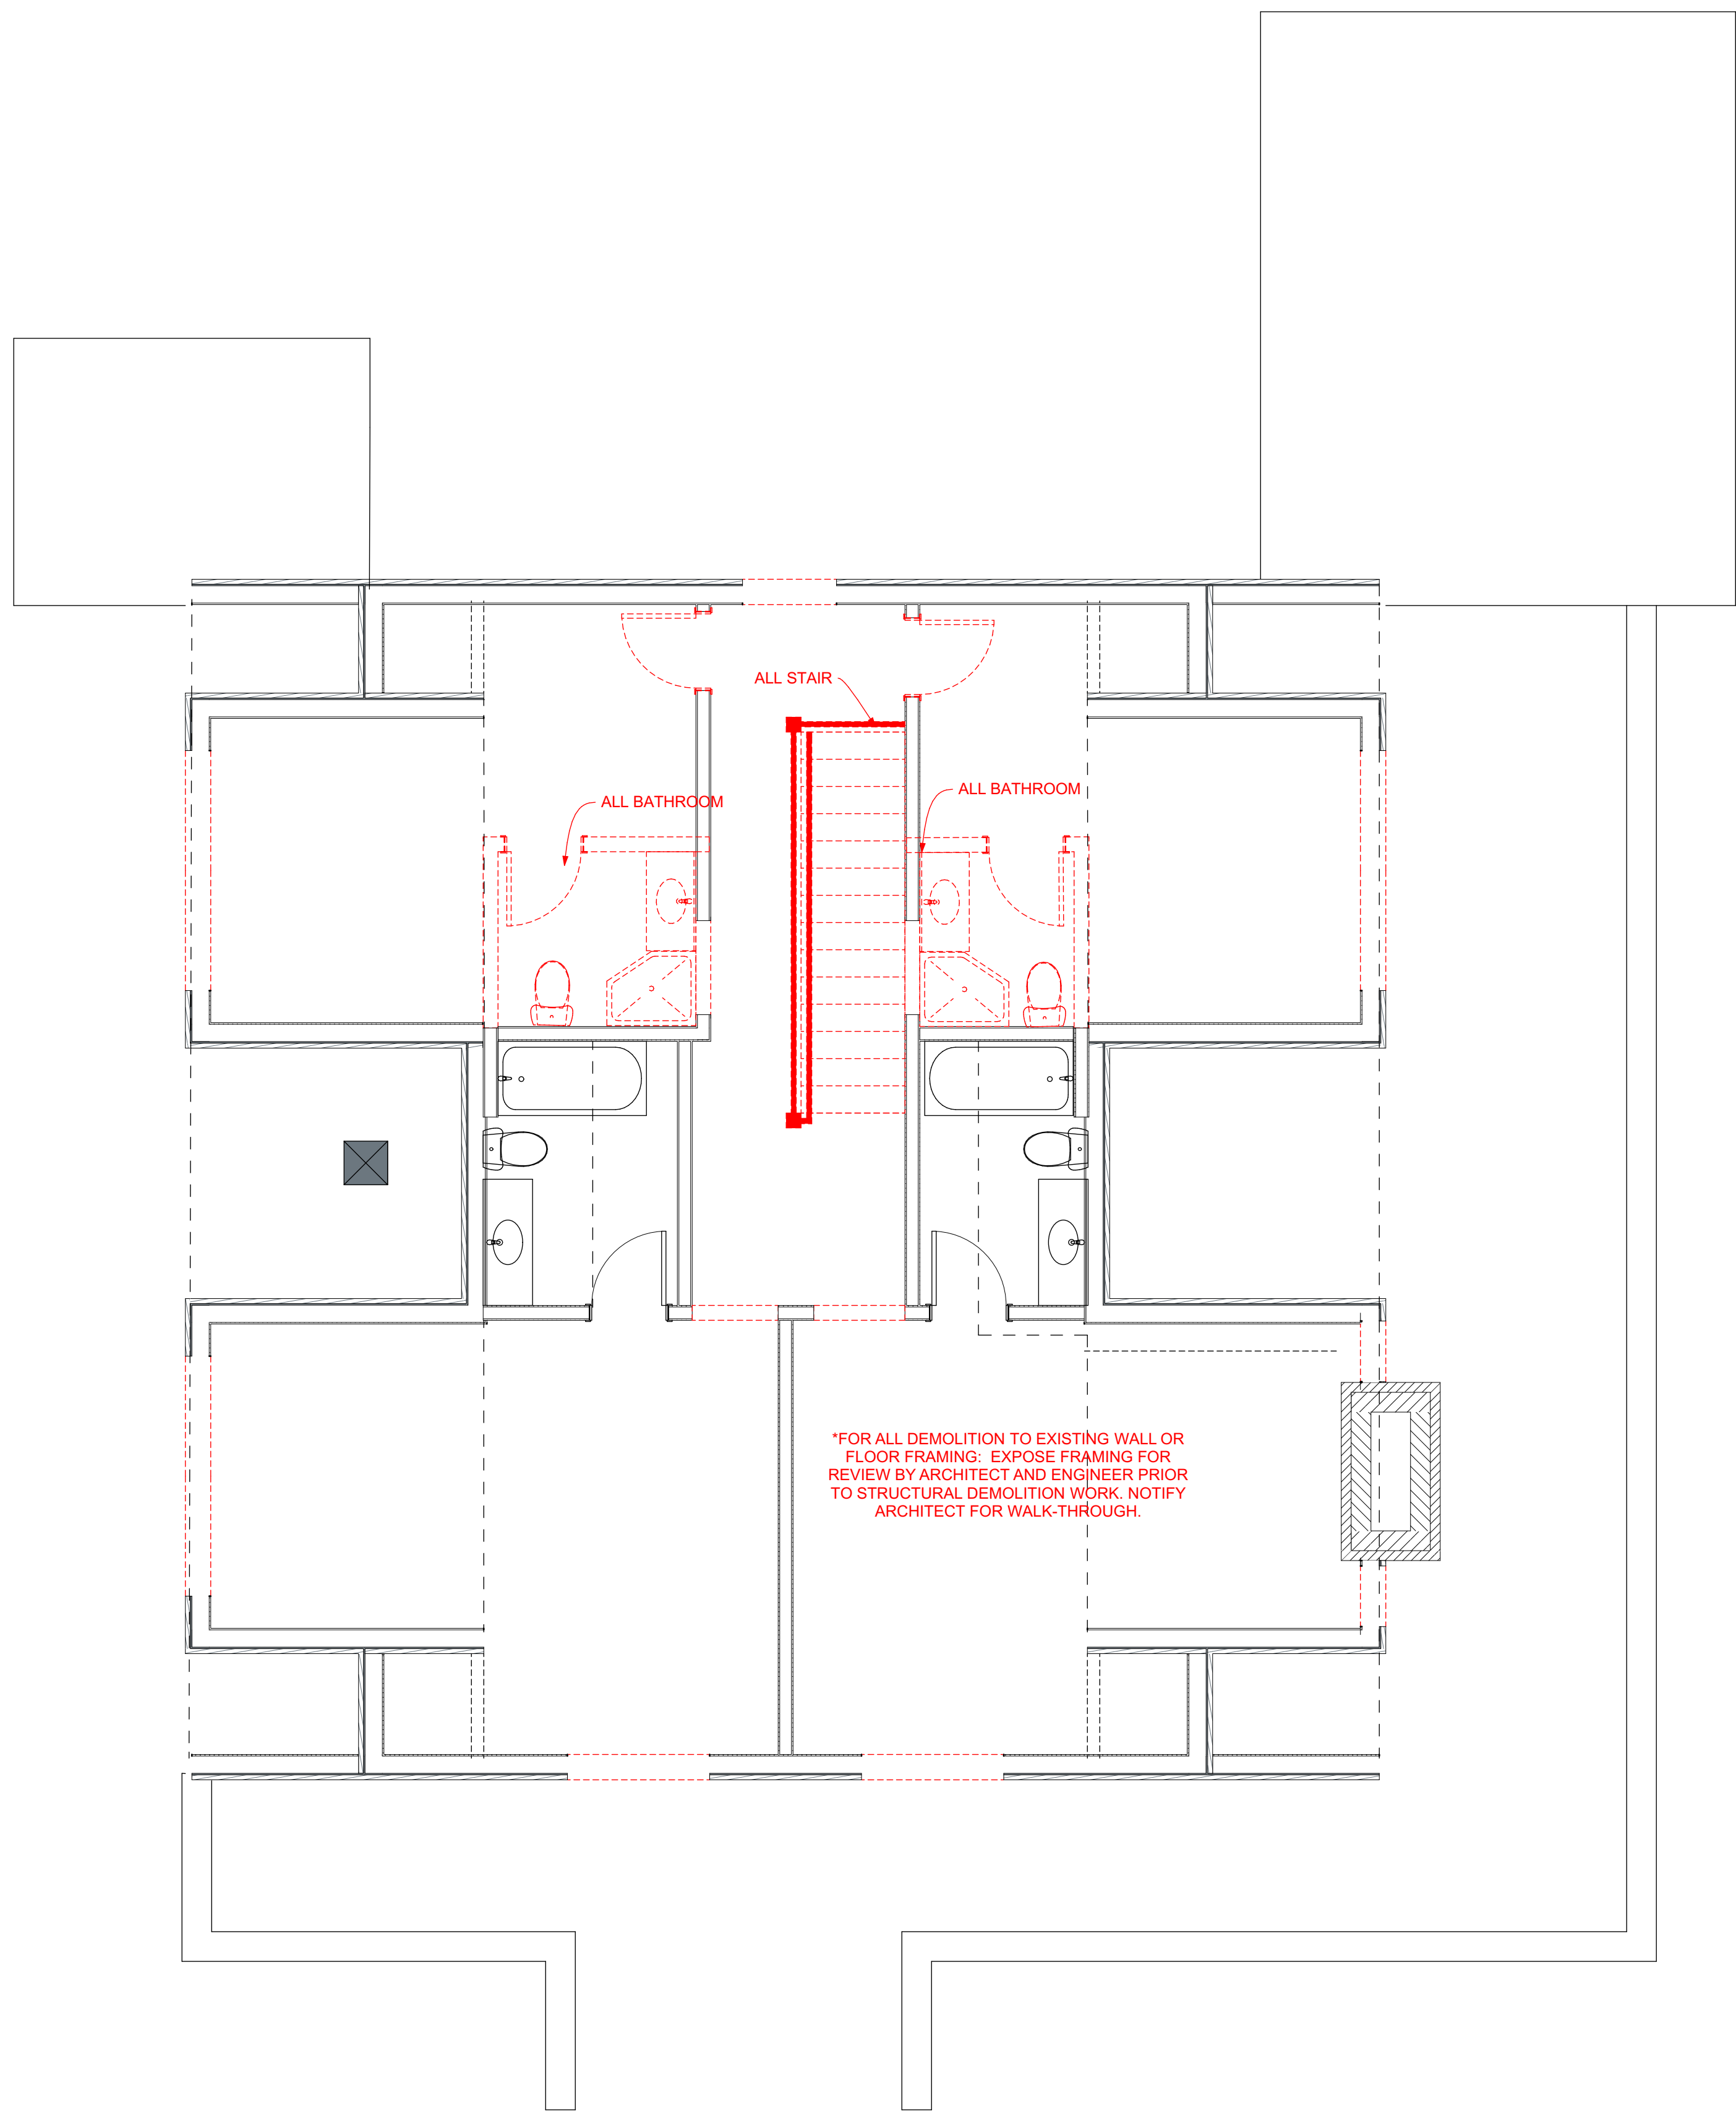 ALL STAIR
ALL BATHROOM
ALL BATHROOM
*FOR ALL DEMOLITION TO EXISTING WALL OR
FLOOR FRAMING: EXPOSE FRAMING FOR
REVIEW BY ARCHITECT AND ENGINEER PRIOR
TO STRUCTURAL DEMOLITION WORK. NOTIFY
ARCHITECT FOR WALK-THROUGH.